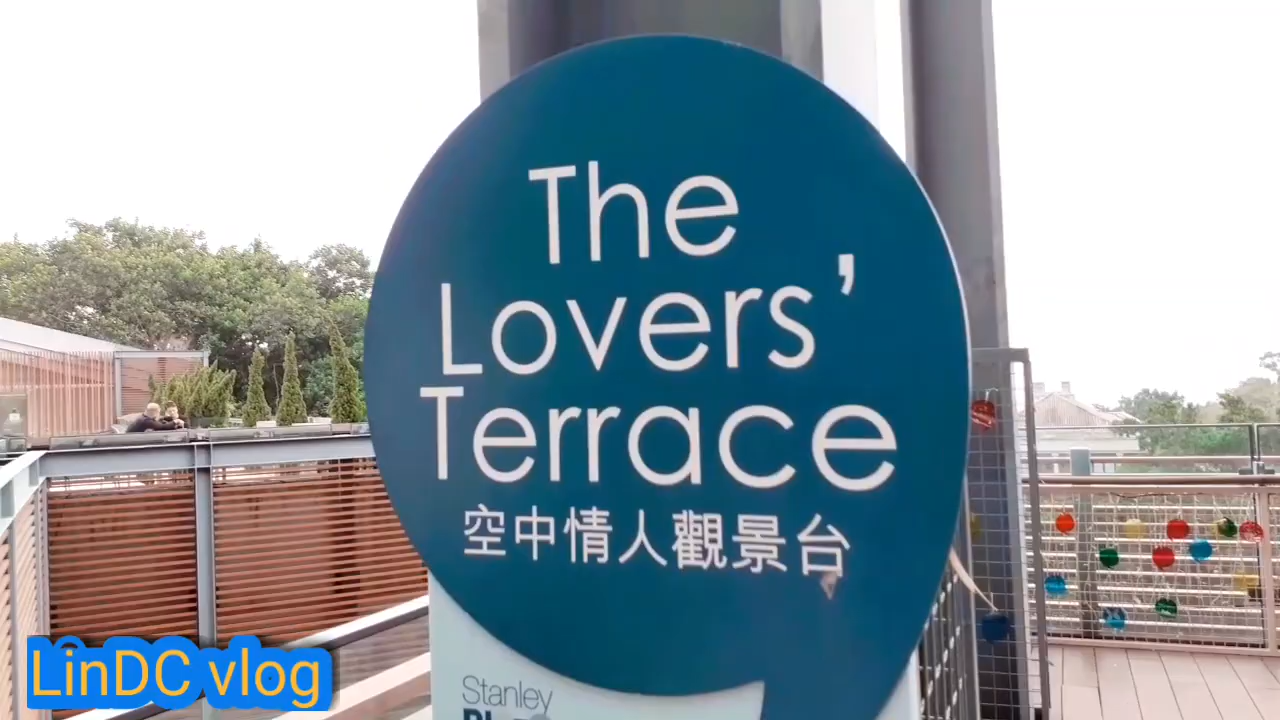 The
Lovers’
Terrace
空中情人觀景台
Stanley
LinDC vlog